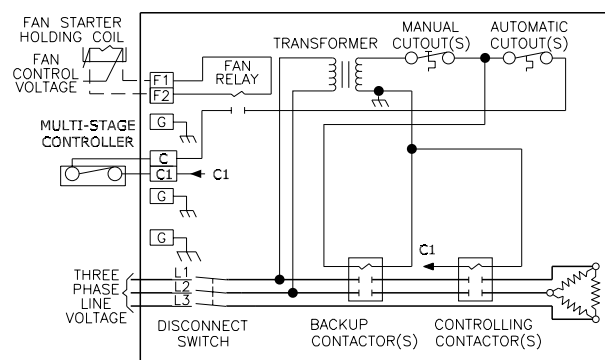 FAN STARTER
HOLDING COIL
FAN
CONTROL
VOLTAGE
F1
F2
FAN
RELAY
TRANSFORMER
MANUAL
CUTOUT(S)
AUTOMATIC
CUTOUT(S)
G
MULTI-STAGE
CONTROLLER
C
C1
C1
G
G
C1
THREE
PHASE
LINE
VOLTAGE
L1
L2
L3
DISCONNECT
SWITCH
BACKUP
CONTACTOR(S)
CONTROLLING
CONTACTOR(S)